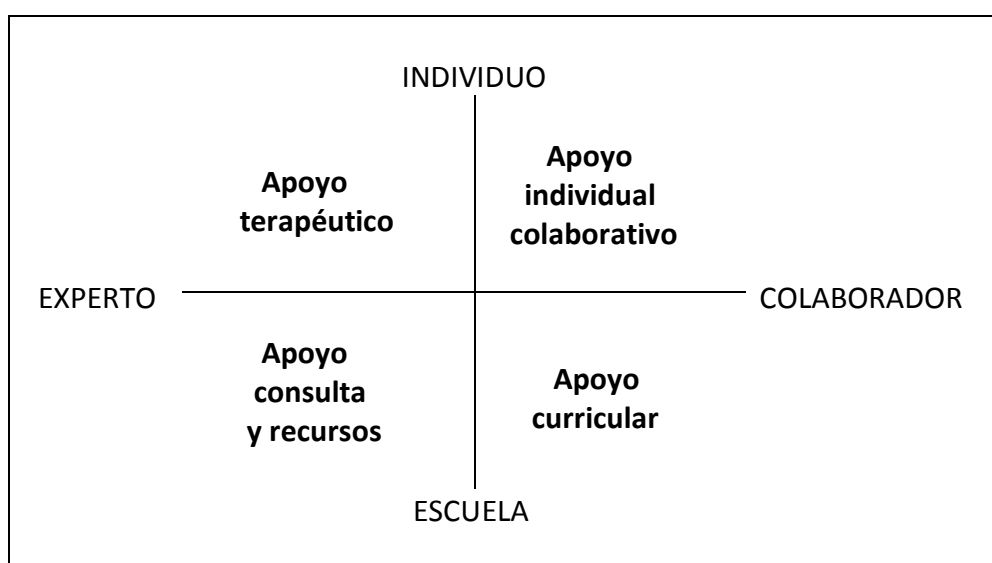 INDIVIDUO
Apoyo
terapéutico
Apoyo
individual
colaborativo
EXPERTO
COLABORADOR
Apoyo
consulta
y recursos
Apoyo
curricular
ESCUELA